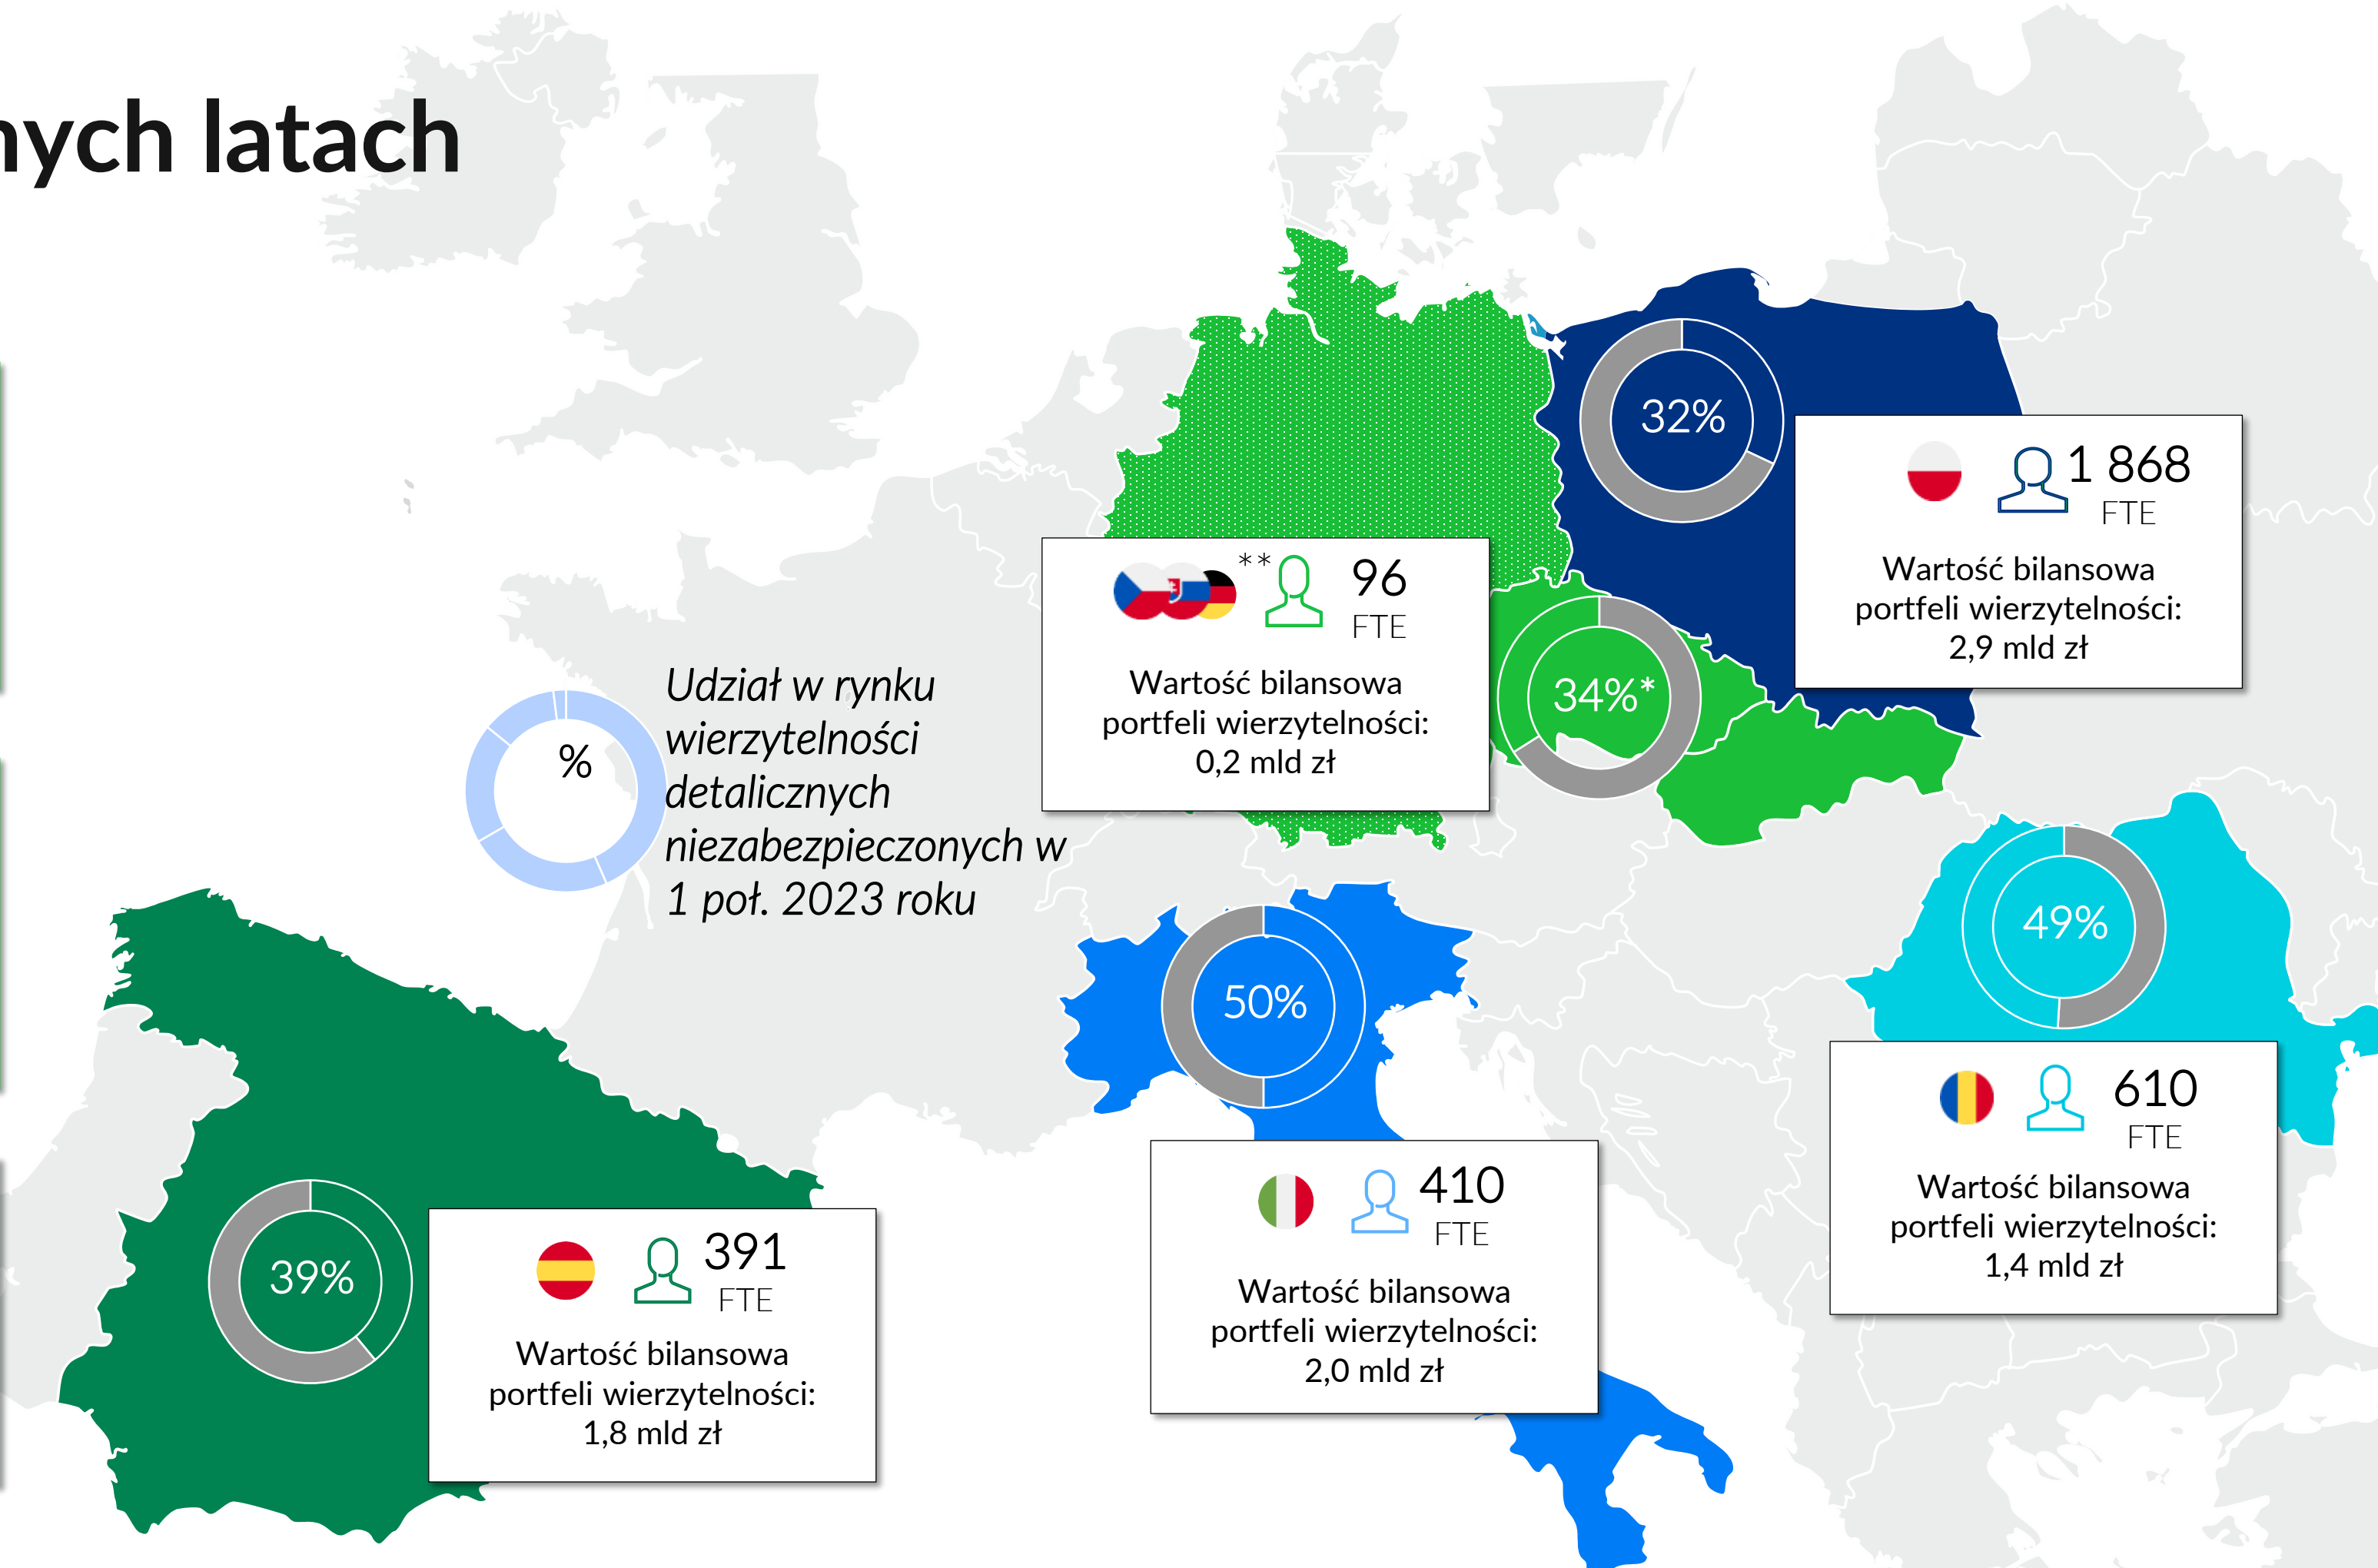 nych latach
32%
1 868
FTE
Wartość bilansowa
portfeli wierzytelności:
2,9 mld zł
**
96
FTE
Wartość bilansowa
portfeli wierzytelności:
0,2 mld zł
34%*
%
Udział w rynku
wierzytelności
detalicznych
niezabezpieczonych w
1 poł. 2023 roku
49%
610
FTE
Wartość bilansowa
portfeli wierzytelności:
1,4 mld zł
50%
410
FTE
Wartość bilansowa
portfeli wierzytelności:
2,0 mld zł
39%
391
FTE
Wartość bilansowa
portfeli wierzytelności:
1,8 mld zł